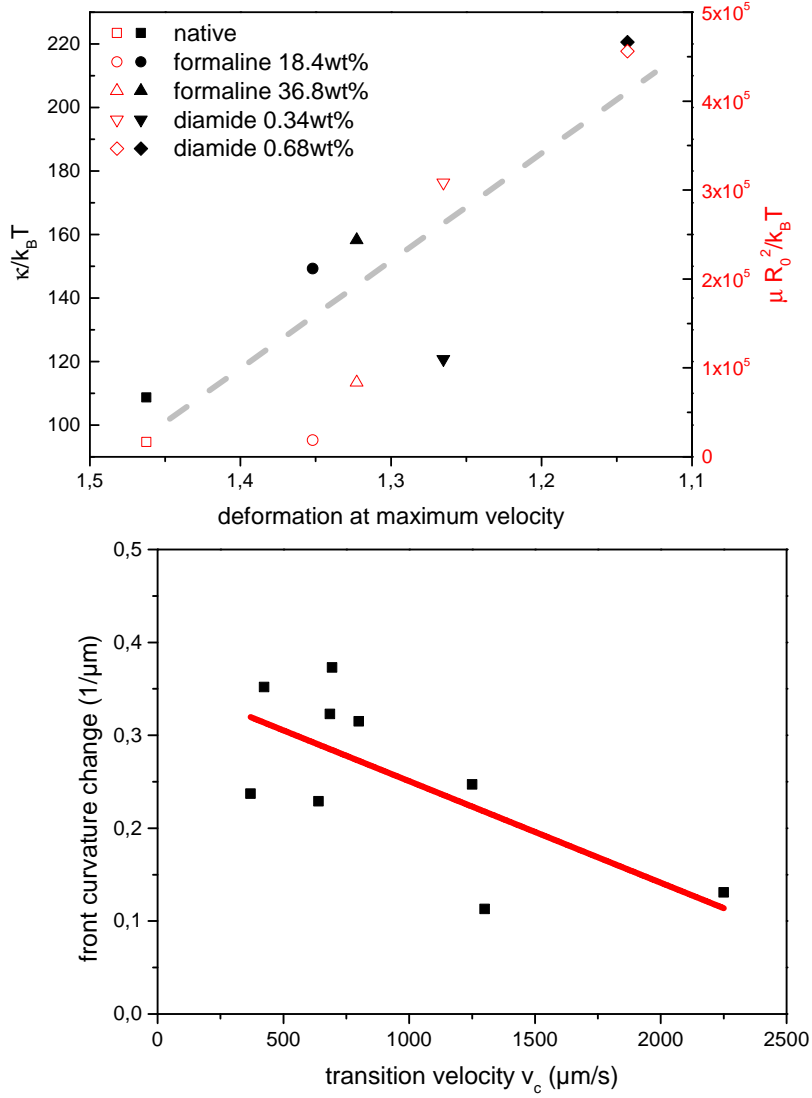 native
formaline 18.4wt%
formaline 36.8wt%
diamide 0.34wt%
diamide 0.68wt%
220
200
180
160
140
120
100
κ/k_BT
5x10^5
4x10^5
3x10^5
2x10^5
1x10^5
0
μ R_0^2/k_BT
1,5 1,4 1,3 1,2 1,1
deformation at maximum velocity
0,5
0,4
0,3
0,2
0,1
0,0
front curvature change (1/μm)
0 500 1000 1500 2000 2500
transition velocity v_c (μm/s)